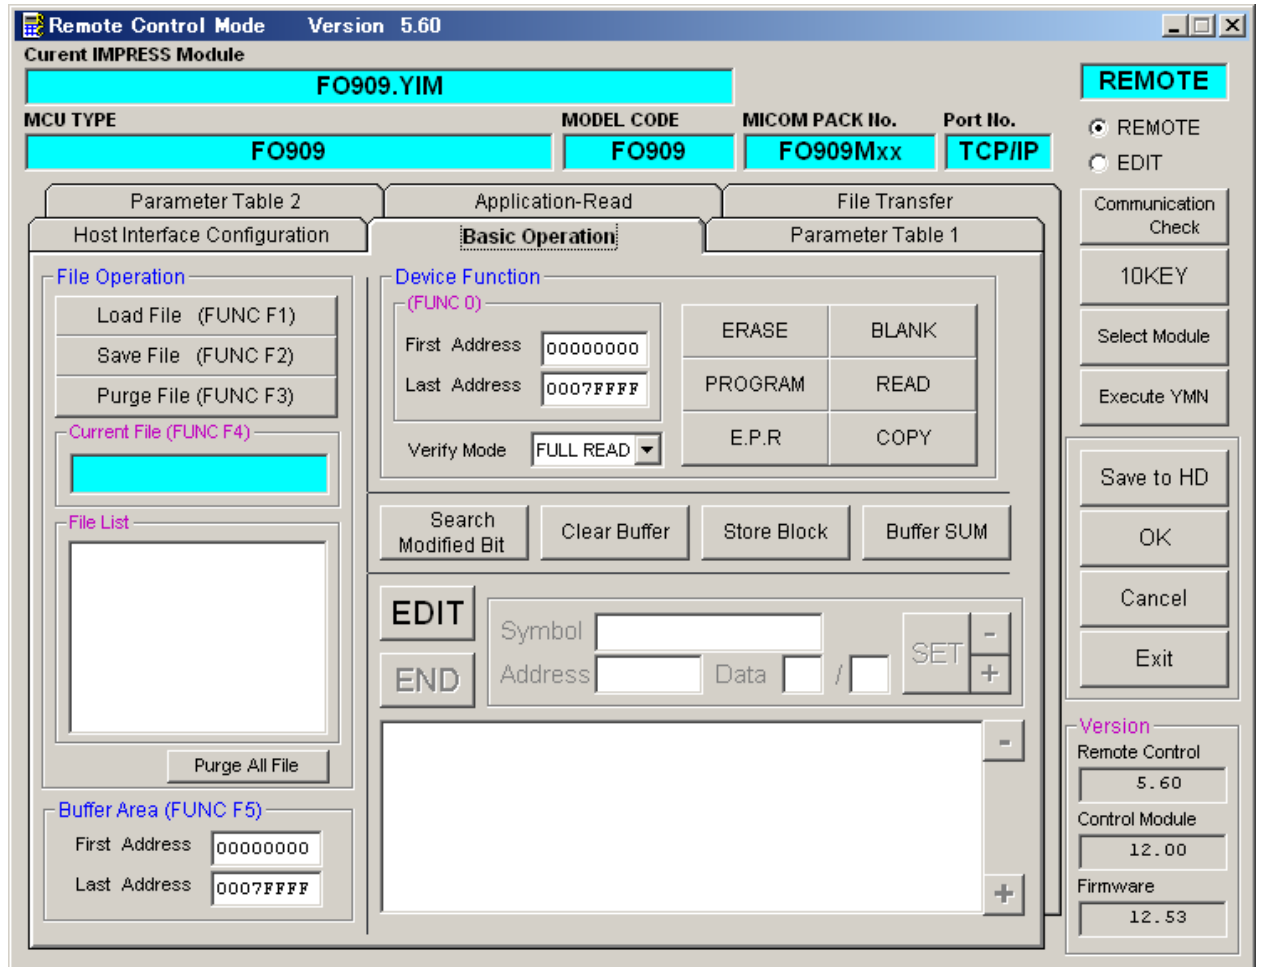 Remote Control Mode Version 5.60
Curent IMPRESS Module
FO909.YIM
MCU TYPE
MODEL CODE
MICOM PACK No.
Port No.
FO909
FO909
FO909Mxx
TCP/IP
REMOTE
REMOTE
EDIT
Parameter Table 2
Application-Read
File Transfer
Host Interface Configuration
Basic Operation
Parameter Table 1
File Operation
Load File (FUNC F1)
Save File (FUNC F2)
Purge File (FUNC F3)
Current File (FUNC F4)
File List
Purge All File
Buffer Area (FUNC F5)
First Address 00000000
Last Address 0007FFFF
Device Function
(FUNC 0)
First Address 00000000
Last Address 0007FFFF
Verify Mode FULL READ
ERASE
BLANK
PROGRAM
READ
E.P.R
COPY
Search
Modified Bit
Clear Buffer
Store Block
Buffer SUM
EDIT
END
Symbol
Address
Data /
SET
-
+
-
+
Communication
Check
10KEY
Select Module
Execute YMN
Save to HD
OK
Cancel
Exit
Version
Remote Control
5.60
Control Module
12.00
Firmware
12.53